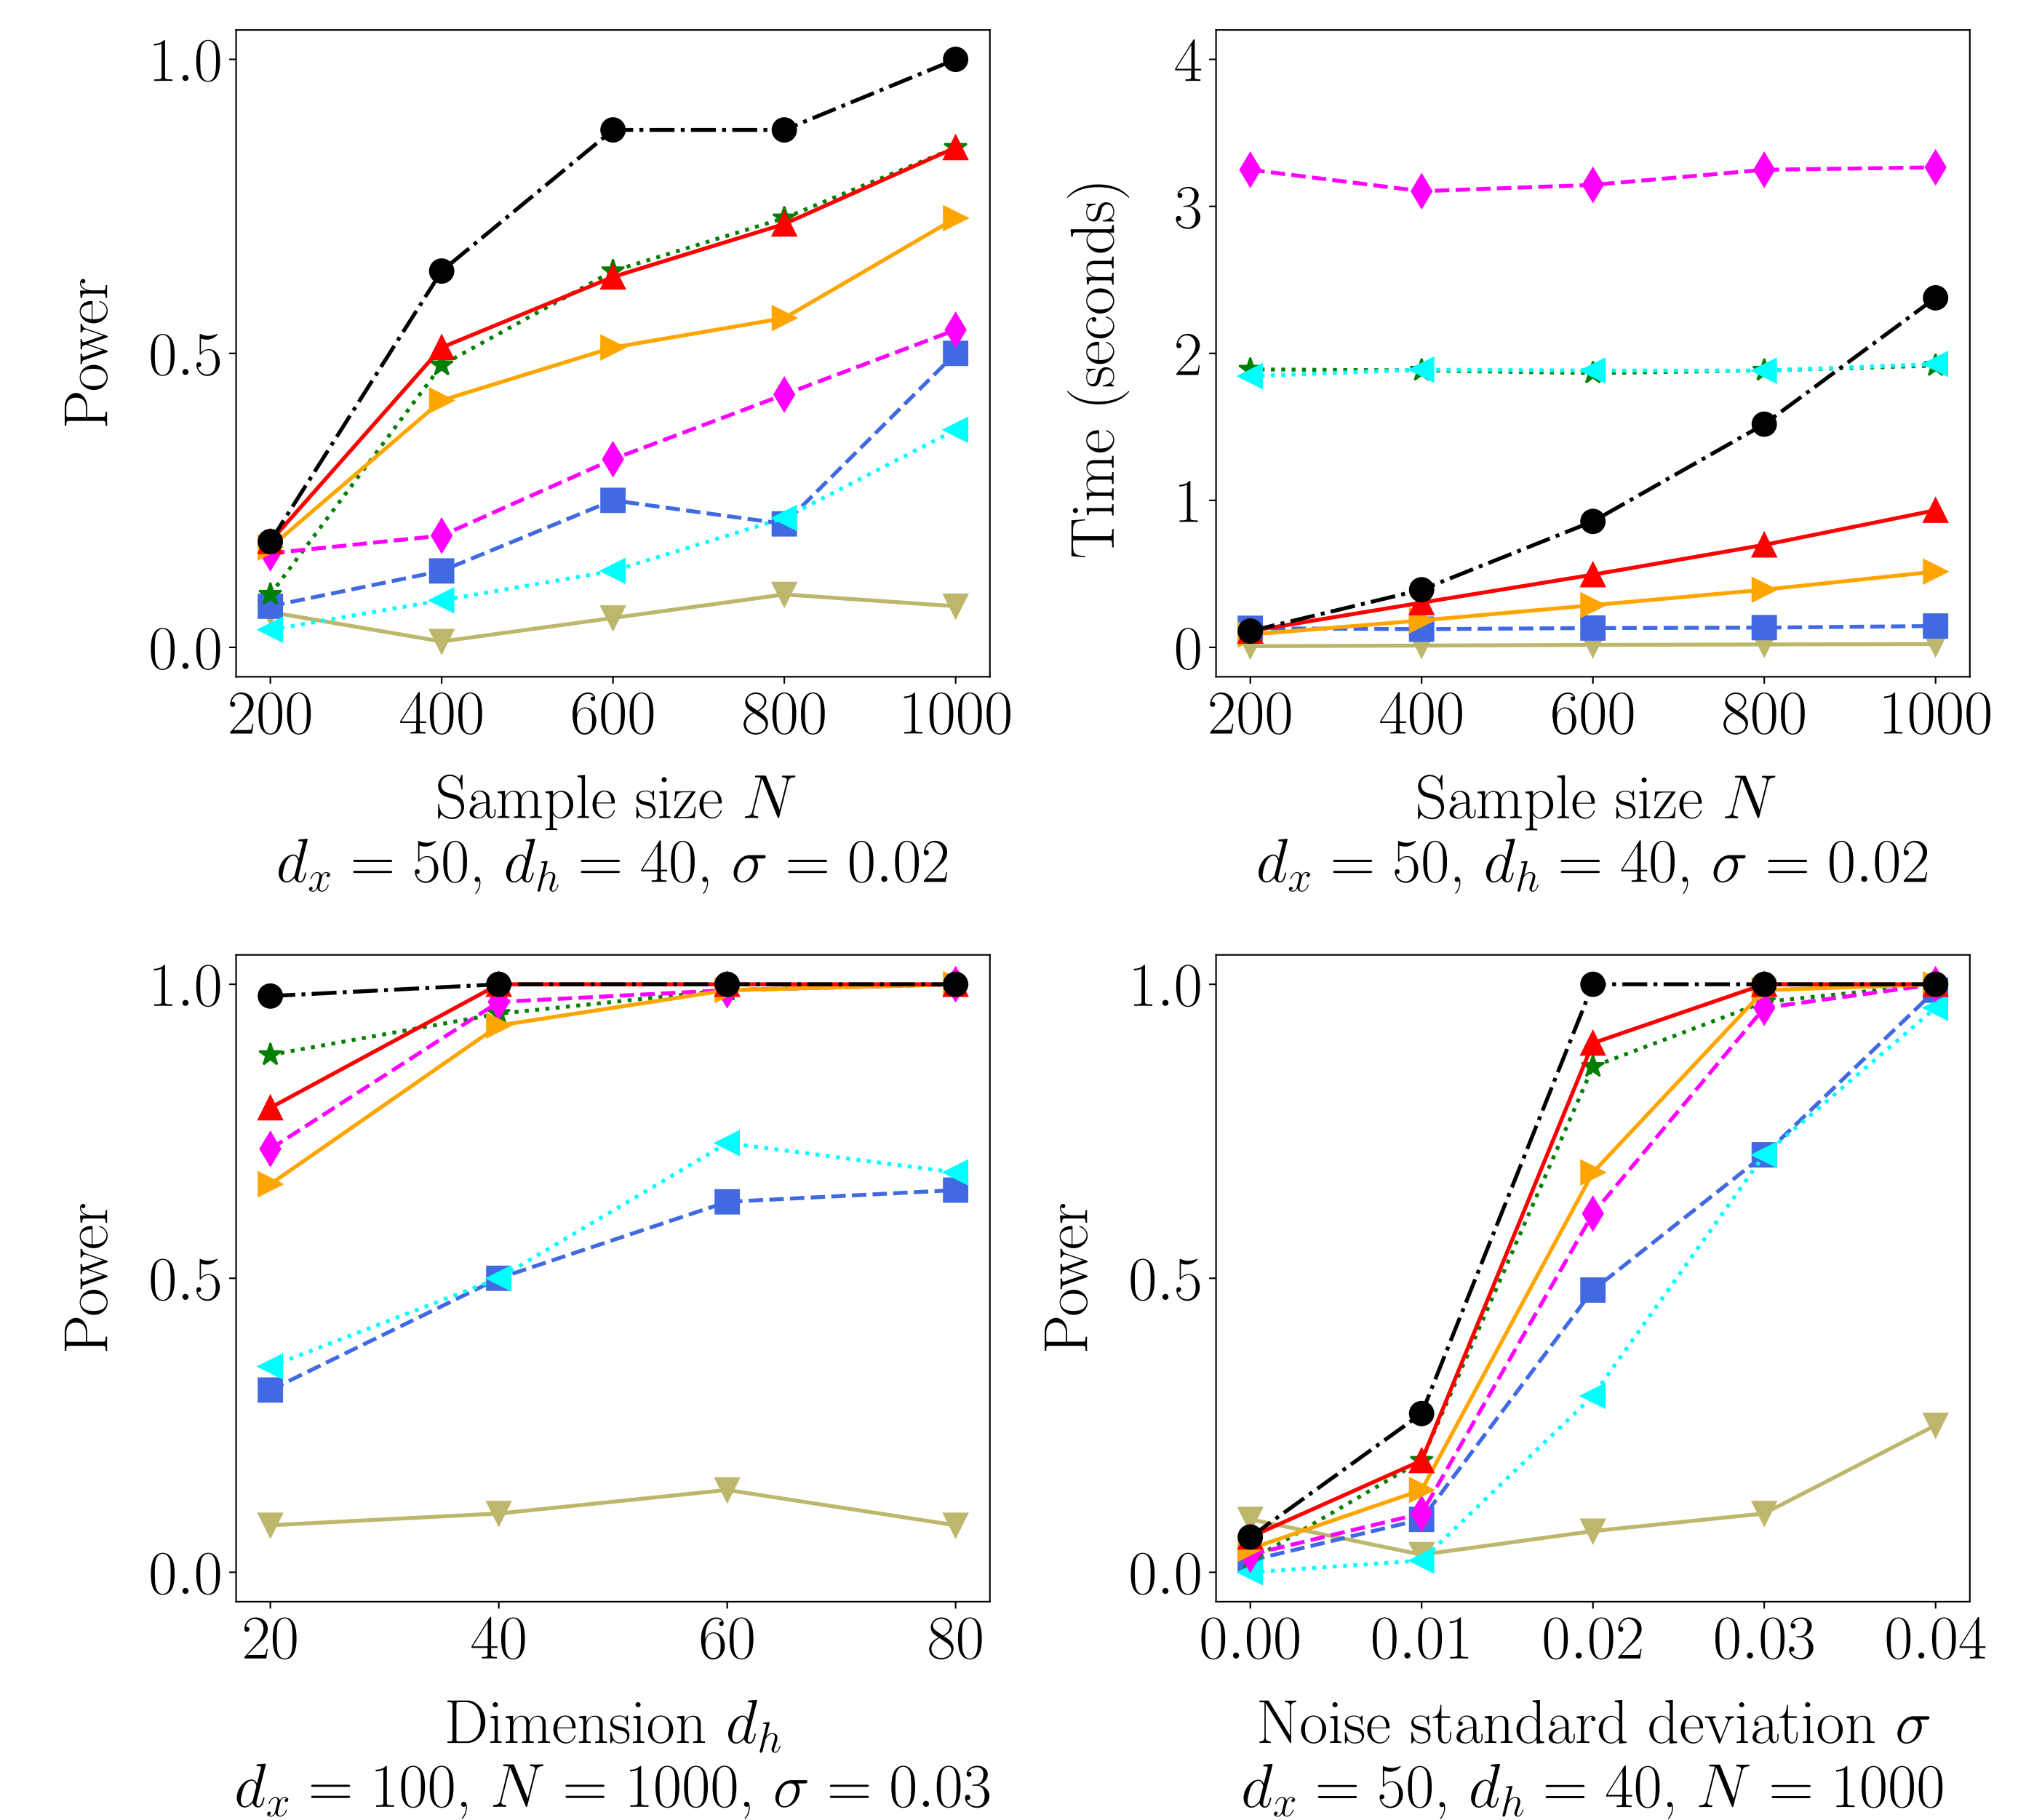 1.0
0.5
0.0
Power
200 400 600 800 1000
Sample size N
d_x = 50, d_h = 40, σ = 0.02
4
3
2
1
0
Time (seconds)
200 400 600 800 1000
Sample size N
d_x = 50, d_h = 40, σ = 0.02
1.0
0.5
0.0
Power
20 40 60 80
Dimension d_h
d_x = 100, N = 1000, σ = 0.03
1.0
0.5
0.0
Power
0.00 0.01 0.02 0.03 0.04
Noise standard deviation σ
d_x = 50, d_h = 40, N = 1000